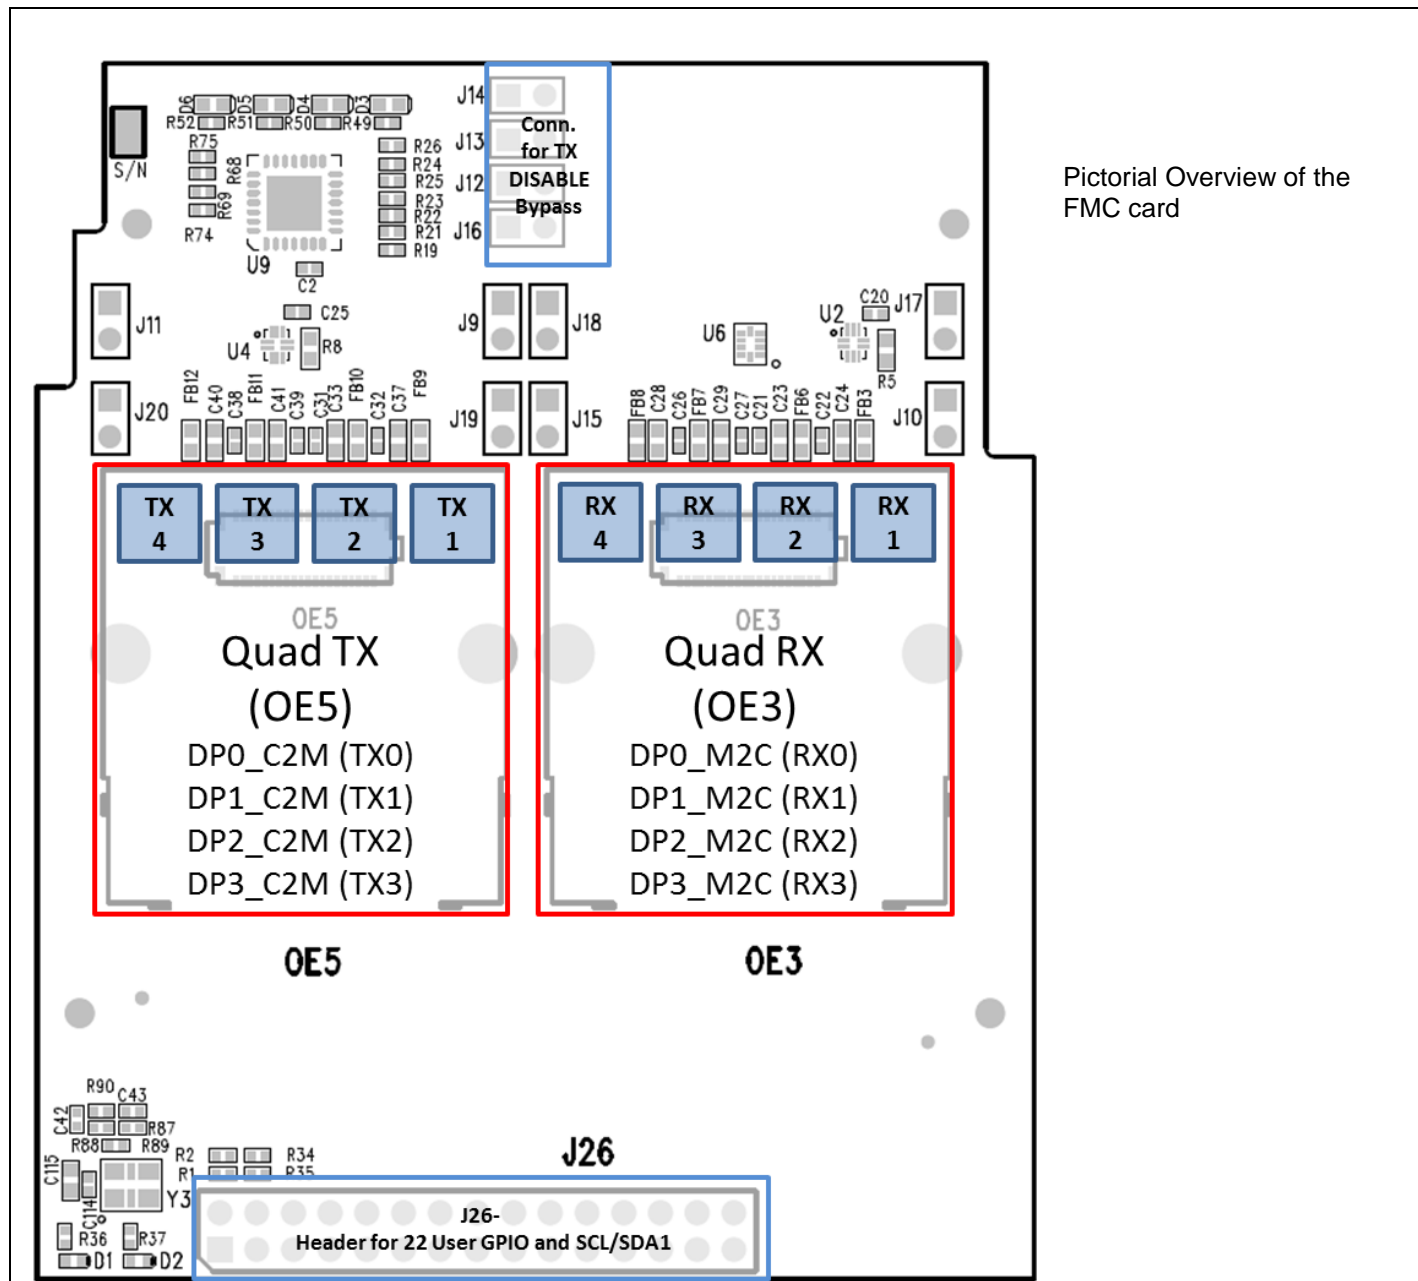 D6 D5 D4 D3
J14
R52 R51 R50 R49
Conn.
for TX
DISABLE
Bypass
J13
J12
J16
S/N
R75
R68
R69
R74
U9
C2
R26
R24
R25
R23
R22
R21
R19
Pictorial Overview of the
FMC card
J11
C25
U4
R8
J9
J18
U6
U2
C20
J17
R5
J20
FB12 C40 C38 FB11 C41 C39 C31 C33 FB10 C32 C37 FB9
J19
J15
FB8 C28 C26 FB7 C29 C27 C21 C23 FB6 C22 C24 FB3
J10
TX
4
TX
3
TX
2
TX
1
RX
4
RX
3
RX
2
RX
1
OE5
Quad TX
(OE5)
DP0_C2M (TX0)
DP1_C2M (TX1)
DP2_C2M (TX2)
DP3_C2M (TX3)
OE3
Quad RX
(OE3)
DP0_M2C (RX0)
DP1_M2C (RX1)
DP2_M2C (RX2)
DP3_M2C (RX3)
OE5
OE3
R90
C43
C42
R87
R88
R89
C115
C114
Y3
R2
R34
R1
R35
R36
R37
D1
D2
J26
J26-
Header for 22 User GPIO and SCL/SDA1